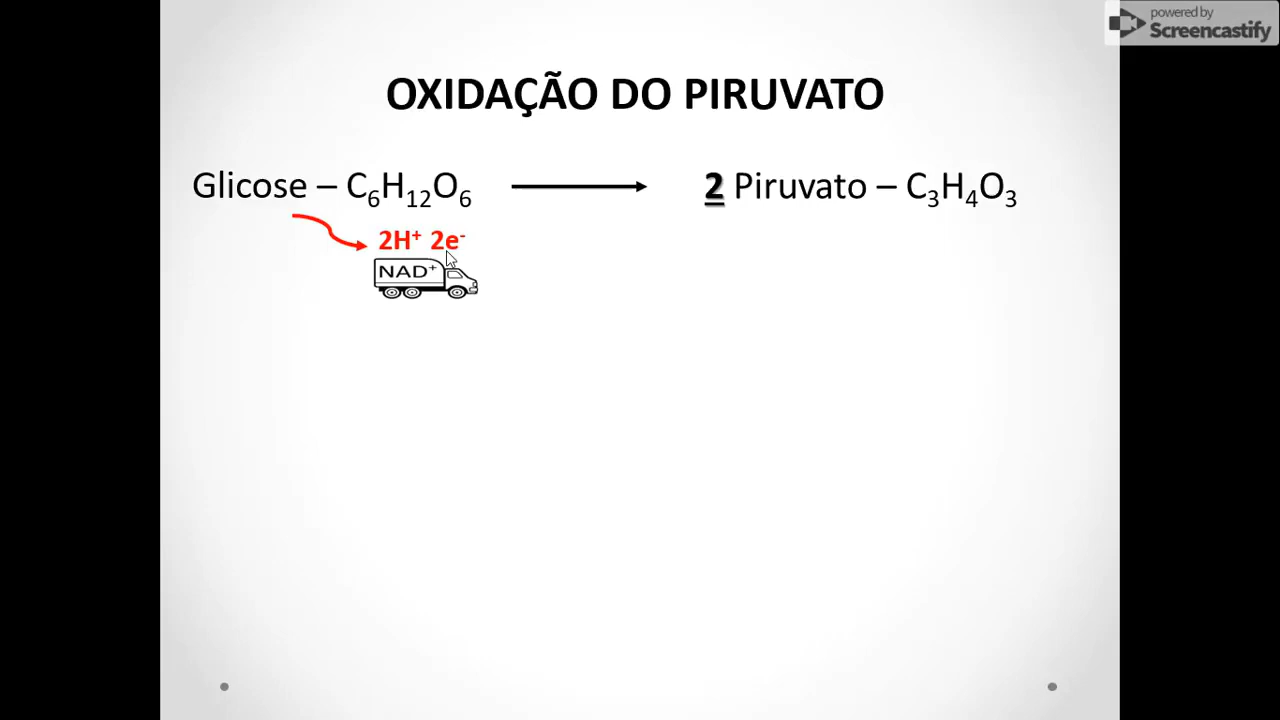 powered by
Screencastify
OXIDAÇÃO DO PIRUVATO
Glicose – C₆H₁₂O₆ 2 Piruvato – C₃H₄O₃
2H⁺ 2e⁻
NAD⁺